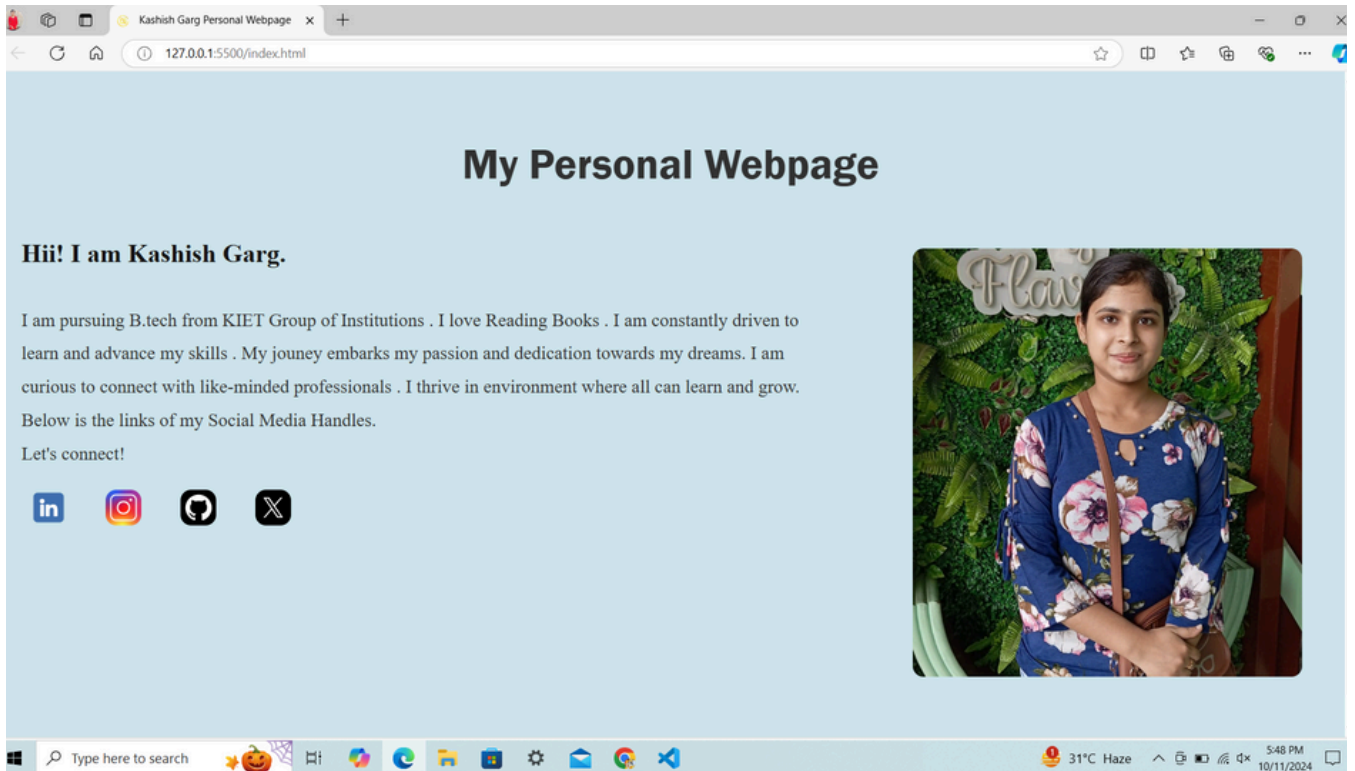 Kashish Garg Personal Webpage
127.0.0.1:5500/index.html
My Personal Webpage
Hii! I am Kashish Garg.
I am pursuing B.tech from KIET Group of Institutions . I love Reading Books . I am constantly driven to
learn and advance my skills . My jouney embarks my passion and dedication towards my dreams. I am
curious to connect with like-minded professionals . I thrive in environment where all can learn and grow.
Below is the links of my Social Media Handles.
Let's connect!
in
X
Type here to search
1
31°C Haze
5:48 PM
10/11/2024